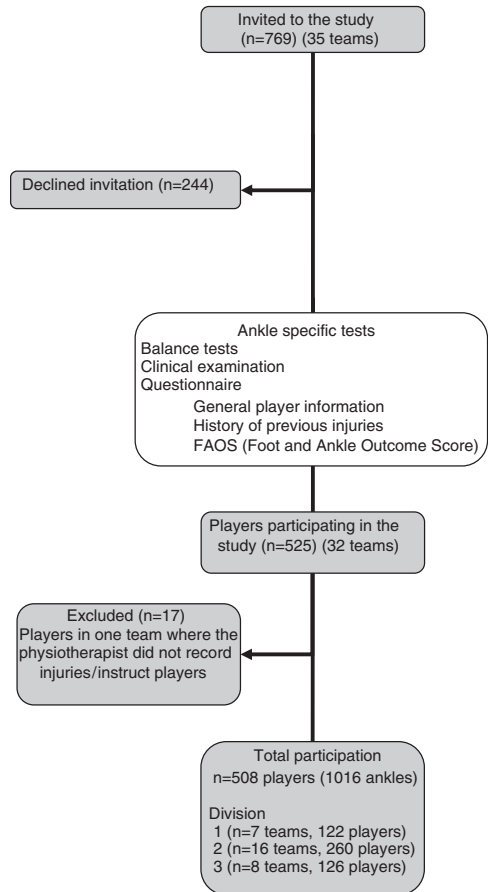 Invited to the study
(n=769) (35 teams)
Declined invitation (n=244)
Ankle specific tests
Balance tests
Clinical examination
Questionnaire
General player information
History of previous injuries
FAOS (Foot and Ankle Outcome Score)
Players participating in the
study (n=525) (32 teams)
Excluded (n=17)
Players in one team where the
physiotherapist did not record
injuries/instruct players
Total participation
n=508 players (1016 ankles)
Division
1 (n=7 teams, 122 players)
2 (n=16 teams, 260 players)
3 (n=8 teams, 126 players)